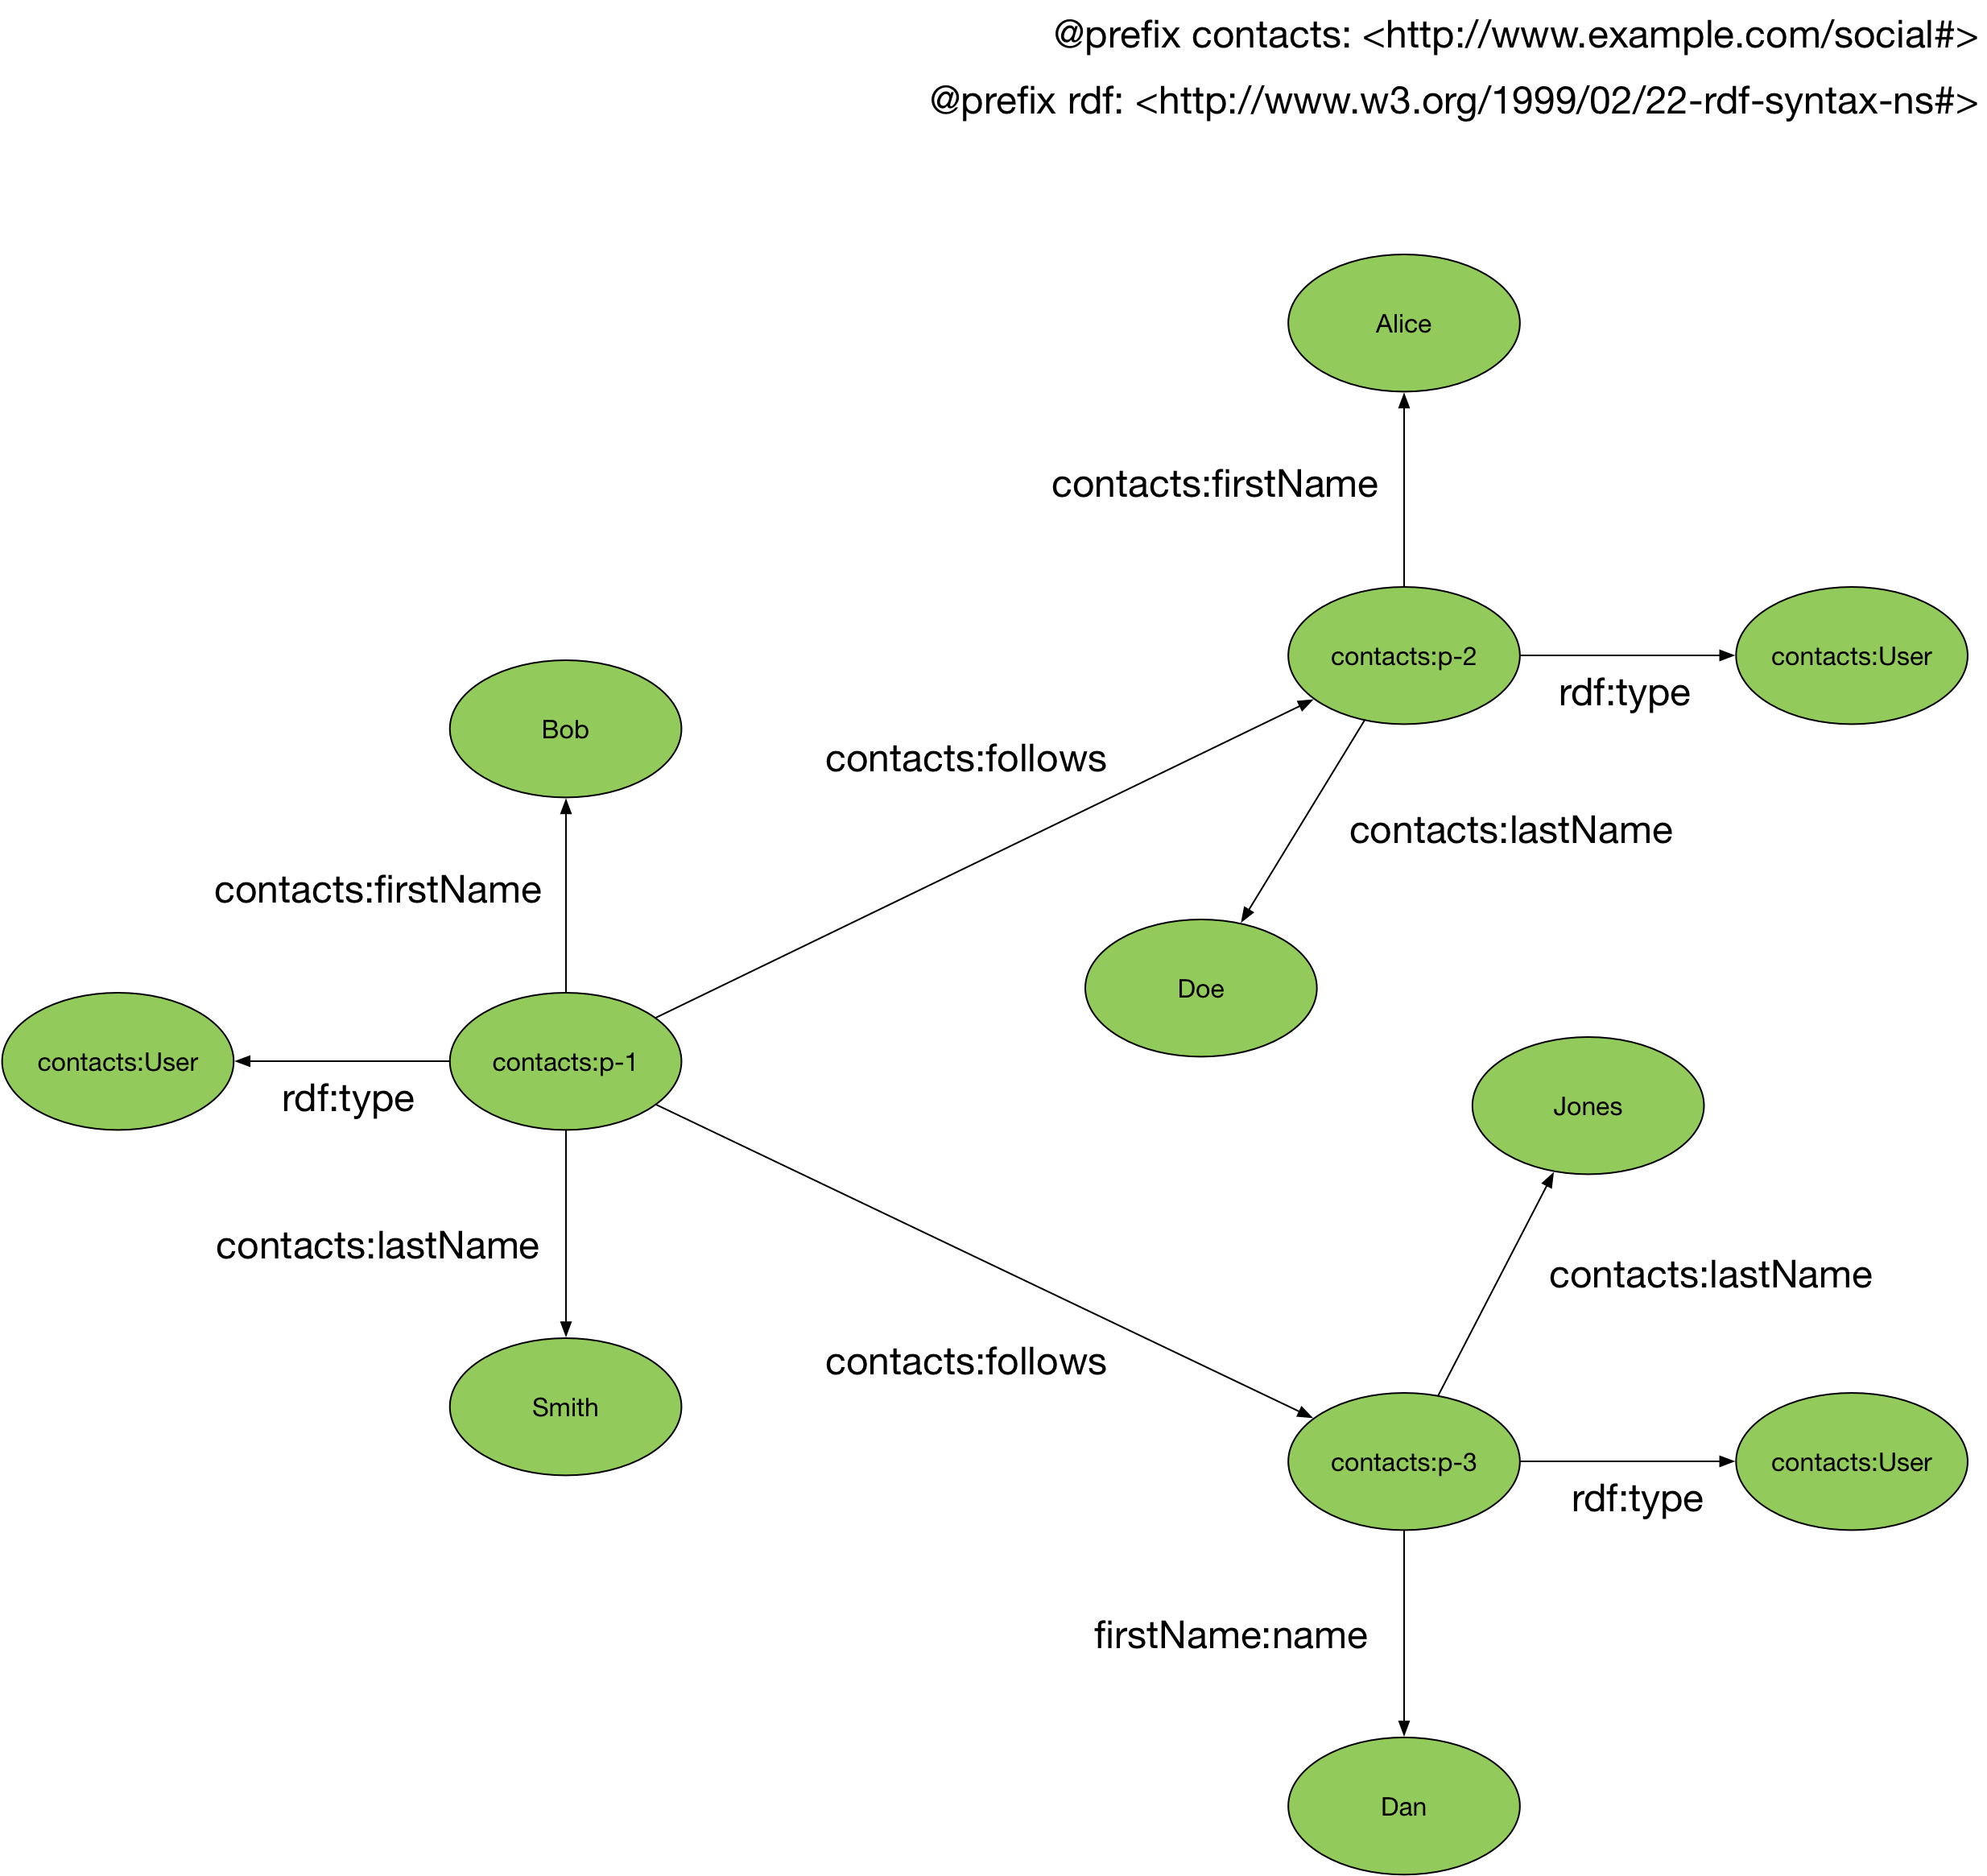 @prefix contacts: <http://www.example.com/social#>
@prefix rdf: <http://www.w3.org/1999/02/22-rdf-syntax-ns#>
Alice
contacts:firstName
contacts:p-2
contacts:User
rdf:type
Bob
contacts:follows
contacts:lastName
contacts:firstName
Doe
contacts:User
contacts:p-1
rdf:type
Jones
contacts:lastName
contacts:lastName
contacts:follows
Smith
contacts:p-3
contacts:User
rdf:type
firstName:name
Dan